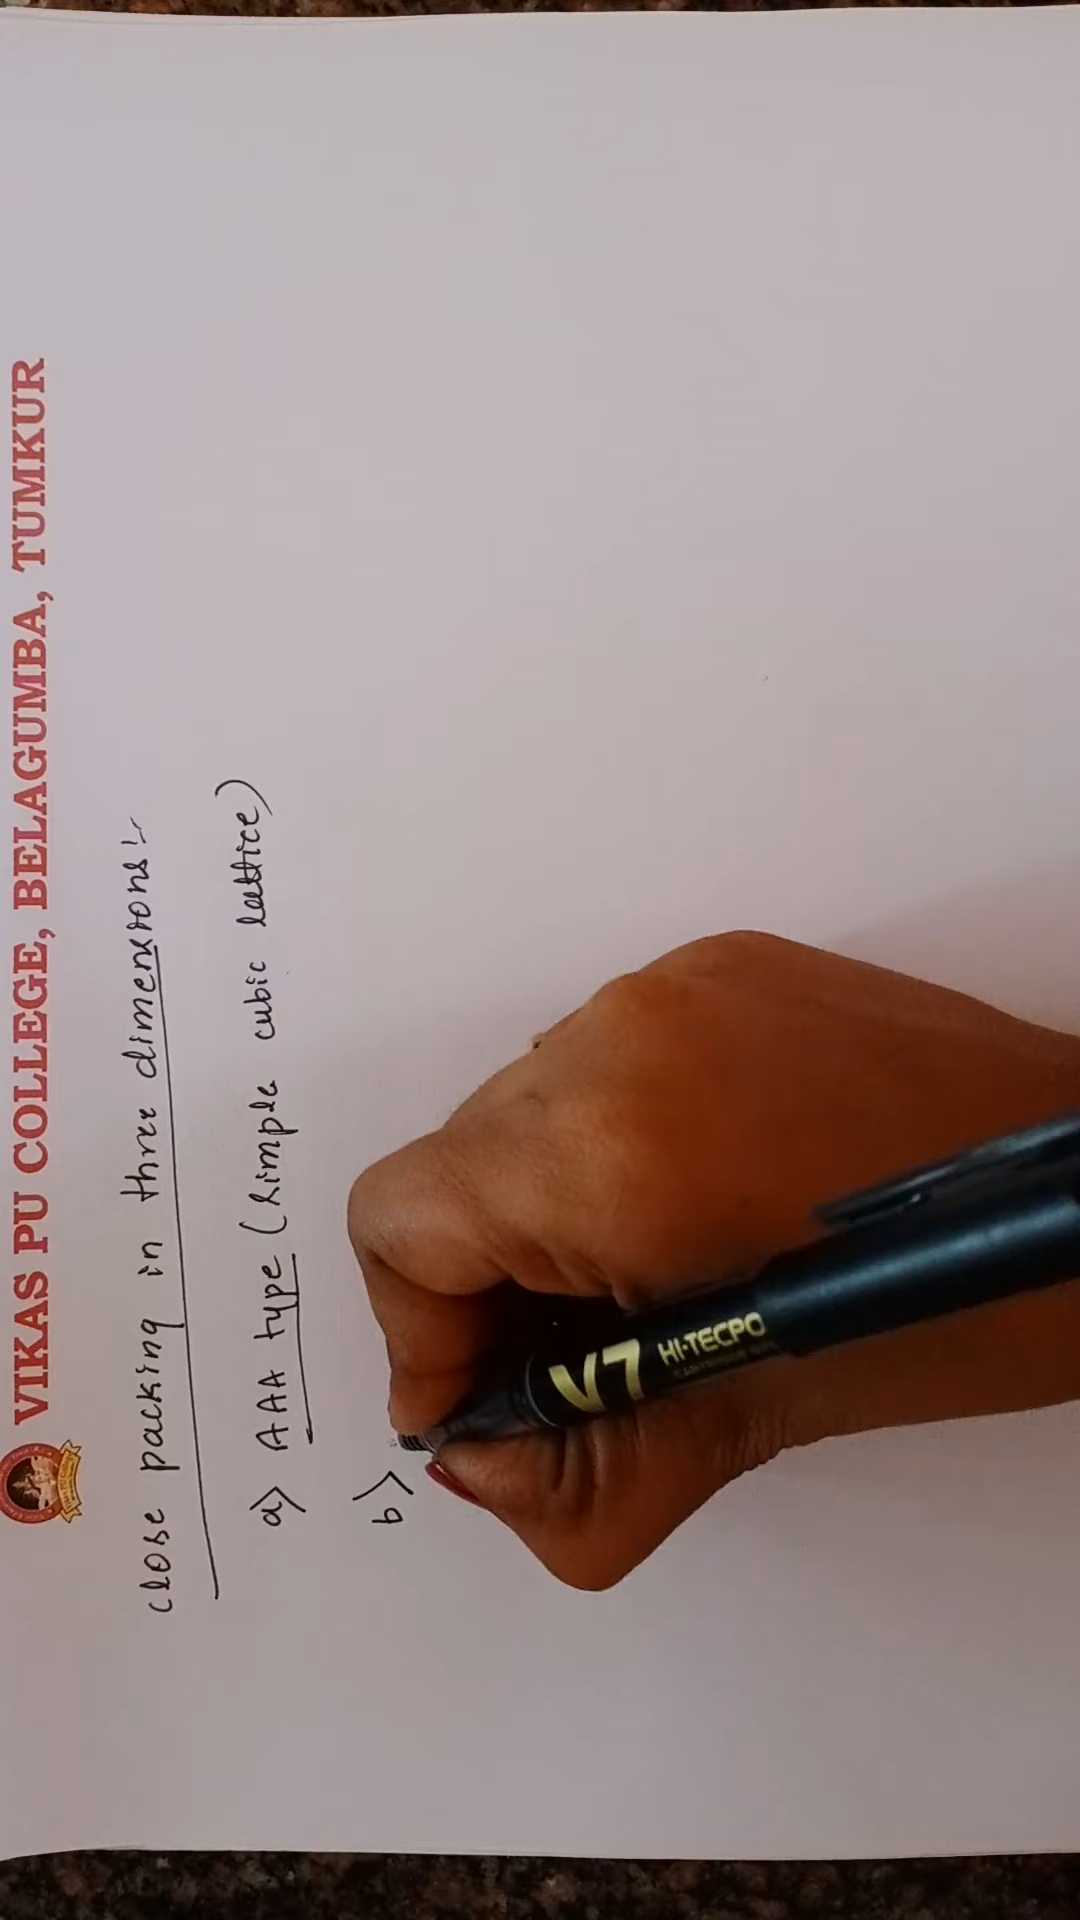 VIKAS PU COLLEGE, BELAGUMBA, TUMKUR
close packing in three dimensions:-
a) AAA type (simple cubic lattice)
b)
V7 HI-TECPO